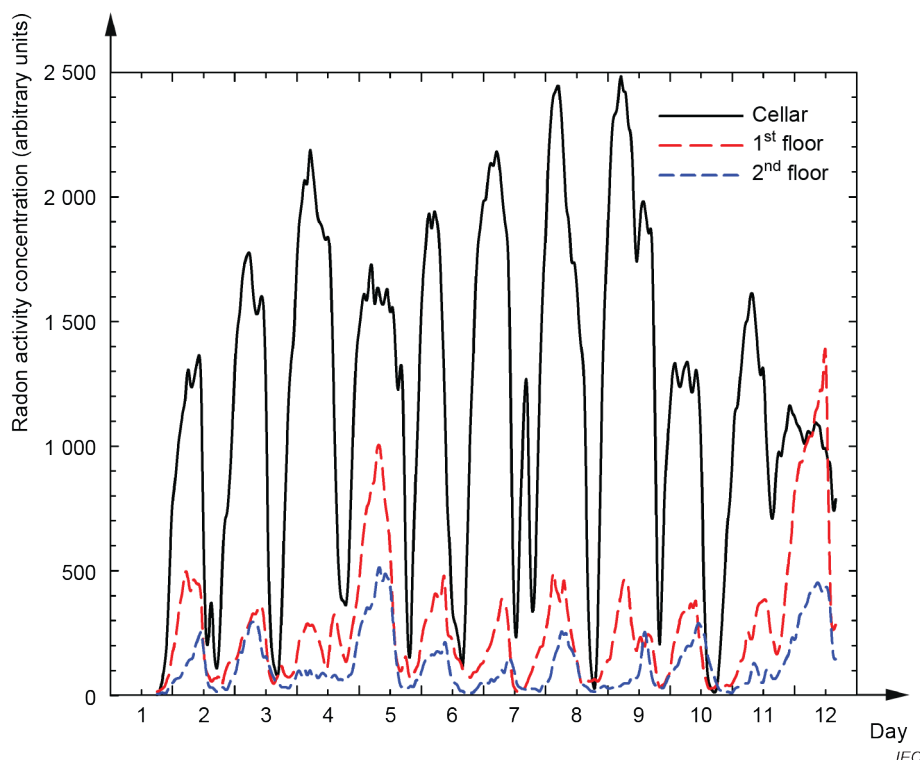 Radon activity concentration (arbitrary units)
2 500
2 000
1 500
1 000
500
0
Cellar
1st floor
2nd floor
1 2 3 4 5 6 7 8 9 10 11 12
Day
IEC